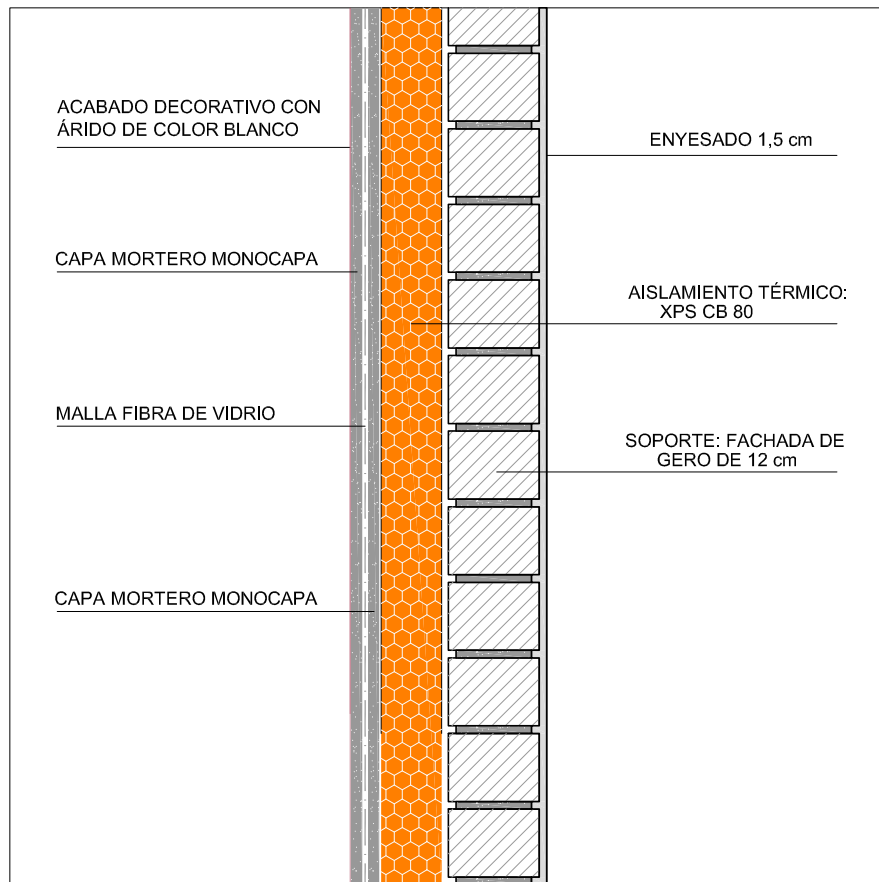 ACABADO DECORATIVO CON
ÁRIDO DE COLOR BLANCO
CAPA MORTERO MONOCAPA
MALLA FIBRA DE VIDRIO
CAPA MORTERO MONOCAPA
ENYESADO 1,5 cm
AISLAMIENTO TÉRMICO:
XPS CB 80
SOPORTE: FACHADA DE
GERO DE 12 cm